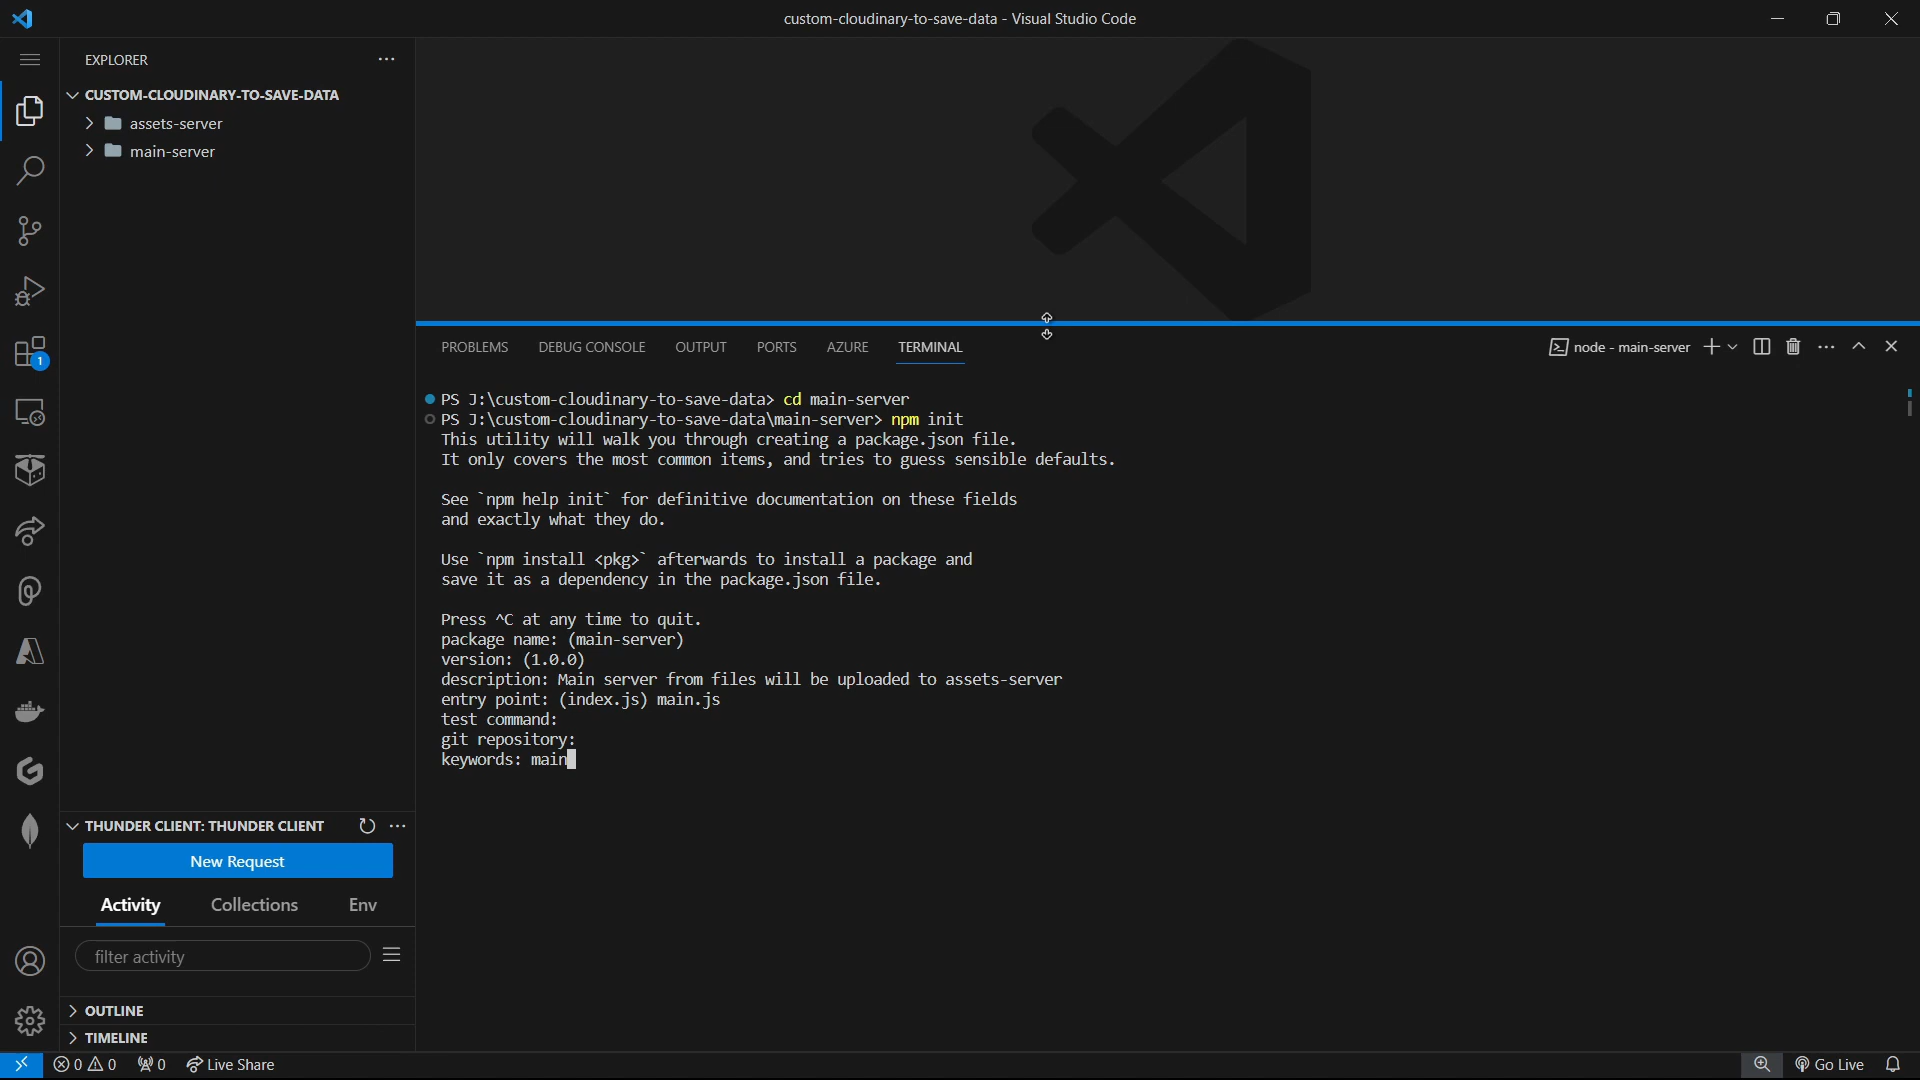 custom-cloudinary-to-save-data - Visual Studio Code
EXPLORER
CUSTOM-CLOUDINARY-TO-SAVE-DATA
assets-server
main-server
1
PROBLEMS DEBUG CONSOLE OUTPUT PORTS AZURE TERMINAL
node - main-server
PS J:\custom-cloudinary-to-save-data> cd main-server
PS J:\custom-cloudinary-to-save-data\main-server> npm init
This utility will walk you through creating a package.json file.
It only covers the most common items, and tries to guess sensible defaults.
See `npm help init` for definitive documentation on these fields
and exactly what they do.
Use `npm install <pkg>` afterwards to install a package and
save it as a dependency in the package.json file.
Press ^C at any time to quit.
package name: (main-server)
version: (1.0.0)
description: Main server from files will be uploaded to assets-server
entry point: (index.js) main.js
test command:
git repository:
keywords: main
THUNDER CLIENT: THUNDER CLIENT
New Request
Activity Collections Env
filter activity
OUTLINE
TIMELINE
0 0 0 Live Share
Go Live